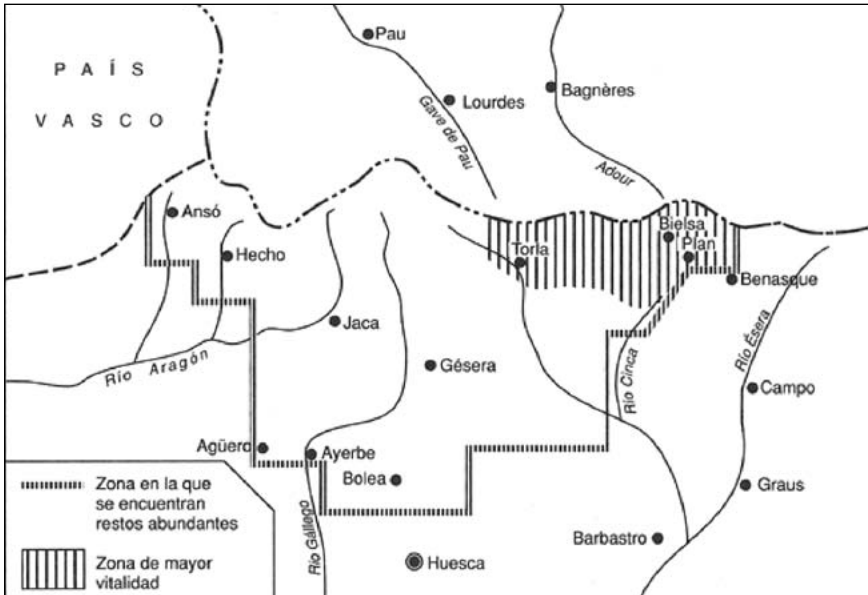 PAÍS
VASCO
Pau
Lourdes
Bagnères
Gave de Pau
Adour
Ansó
Hecho
Bielsa
Plan
Torla
Benasque
Jaca
Río Aragón
Gésera
Río Cinca
Río Ésera
Campo
Agüero
Ayerbe
Bolea
Graus
Río Gállego
Barbastro
Huesca
Zona en la que
se encuentran
restos abundantes
Zona de mayor
vitalidad